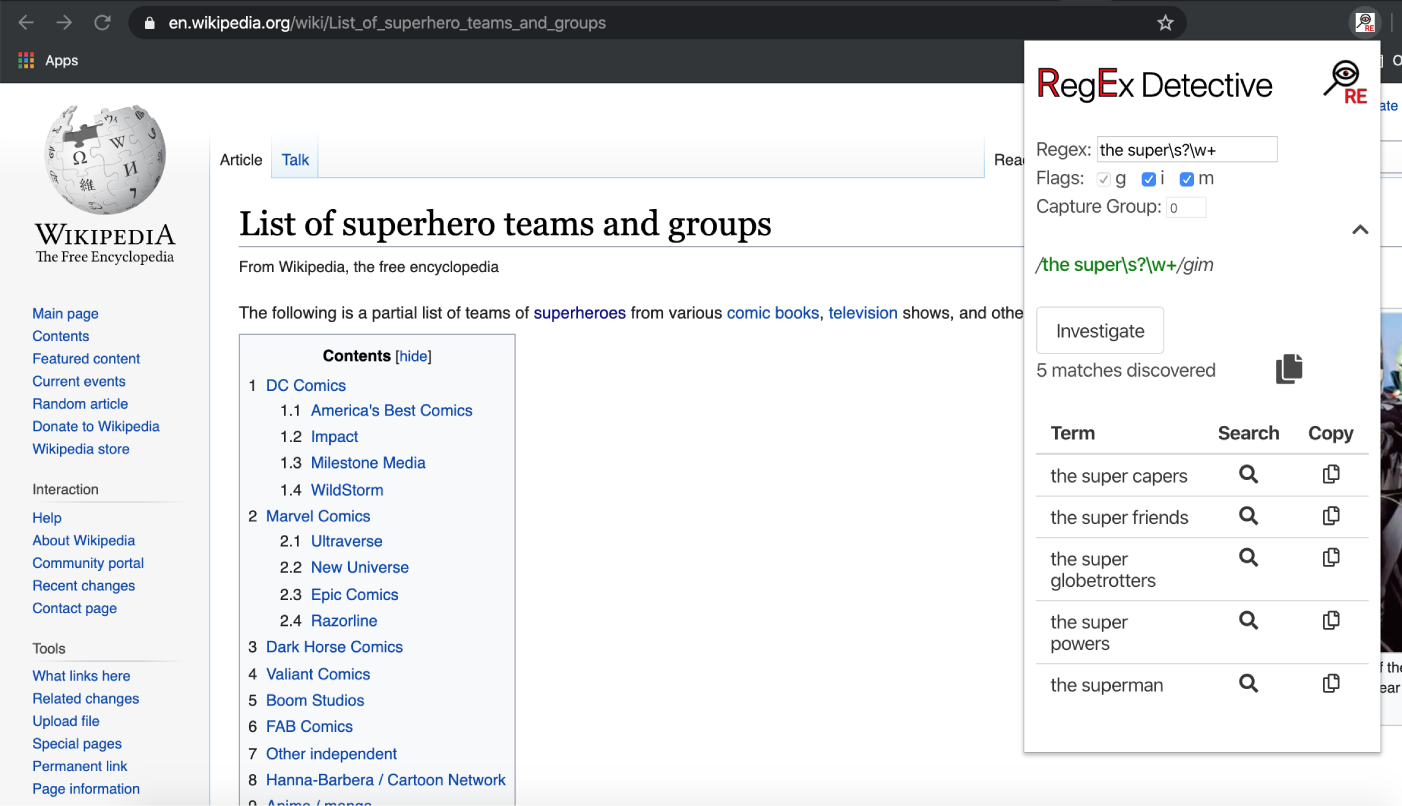 en.wikipedia.org/wiki/List_of_superhero_teams_and_groups
RE
Apps
WIKIPEDIA
The Free Encyclopedia
Main page
Contents
Featured content
Current events
Random article
Donate to Wikipedia
Wikipedia store
Interaction
Help
About Wikipedia
Community portal
Recent changes
Contact page
Tools
What links here
Related changes
Upload file
Special pages
Permanent link
Page information
Article Talk
List of superhero teams and groups
From Wikipedia, the free encyclopedia
The following is a partial list of teams of superheroes from various comic books, television shows, and othe
Contents [hide]
1 DC Comics
1.1 America's Best Comics
1.2 Impact
1.3 Milestone Media
1.4 WildStorm
2 Marvel Comics
2.1 Ultraverse
2.2 New Universe
2.3 Epic Comics
2.4 Razorline
3 Dark Horse Comics
4 Valiant Comics
5 Boom Studios
6 FAB Comics
7 Other independent
8 Hanna-Barbera / Cartoon Network
9 Anime / manga
Read
RegEx Detective
RE
Regex: the super\s?\w+
Flags: g i m
Capture Group: 0
/the super\s?\w+/gim
Investigate
5 matches discovered
Term Search Copy
the super capers
the super friends
the super
globetrotters
the super
powers
the superman
ate
f the
ear